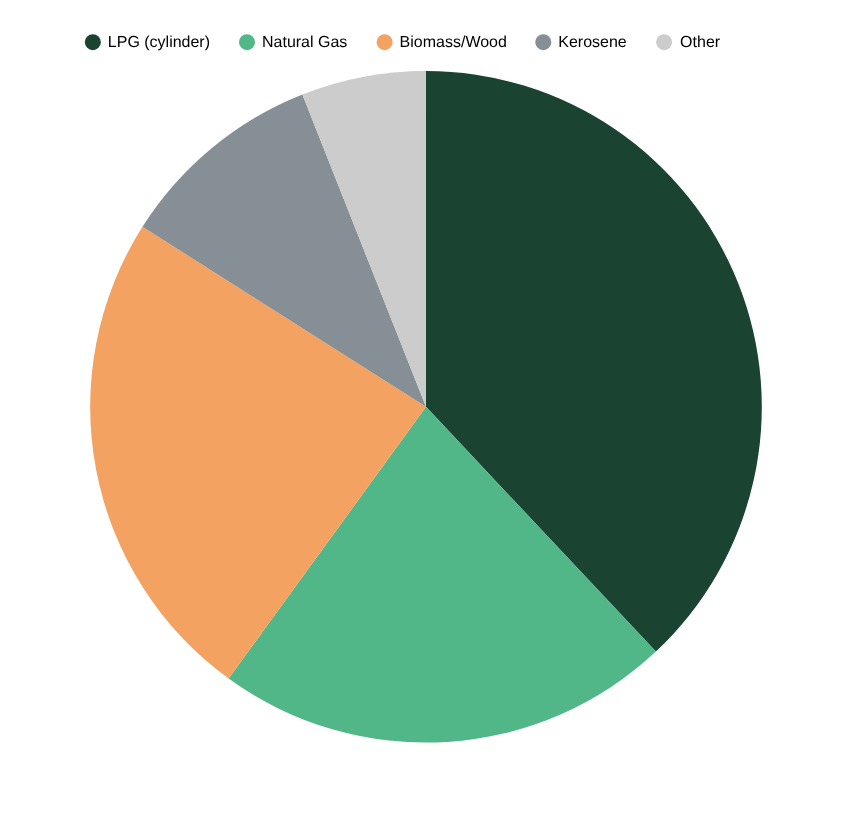 LPG (cylinder) Natural Gas Biomass/Wood Kerosene Other